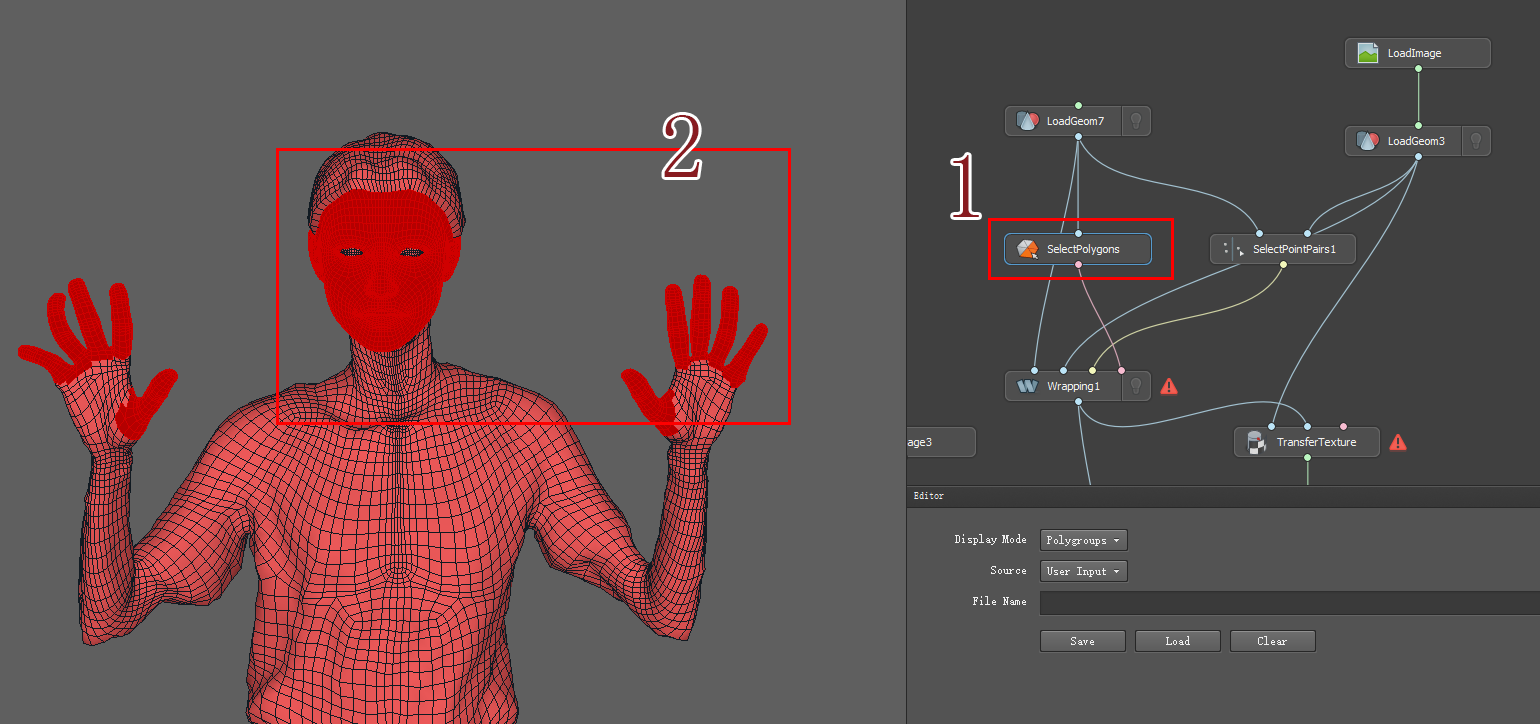 2
1
LoadImage
LoadGeom7
LoadGeom3
SelectPolygons
SelectPointPairs1
Wrapping1
age3
TransferTexture
Editor
Display Mode Polygroups
Source User Input
File Name
Save Load Clear